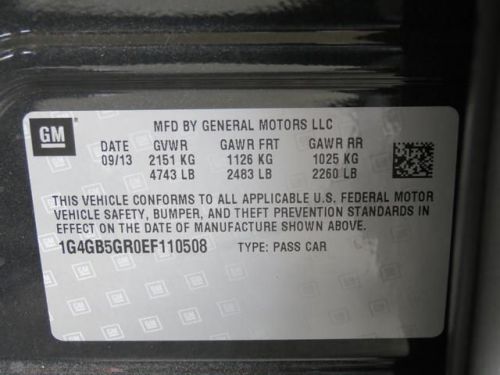 GM
MFD BY GENERAL MOTORS LLC
DATE GVWR GAWR FRT GAWR RR
09/13 2151 KG 1126 KG 1025 KG
4743 LB 2483 LB 2260 LB
THIS VEHICLE CONFORMS TO ALL APPLICABLE U.S. FEDERAL MOTOR
VEHICLE SAFETY, BUMPER, AND THEFT PREVENTION STANDARDS IN
EFFECT ON THE DATE OF MANUFACTURE SHOWN ABOVE.
1G4GB5GR0EF110508 TYPE: PASS CAR